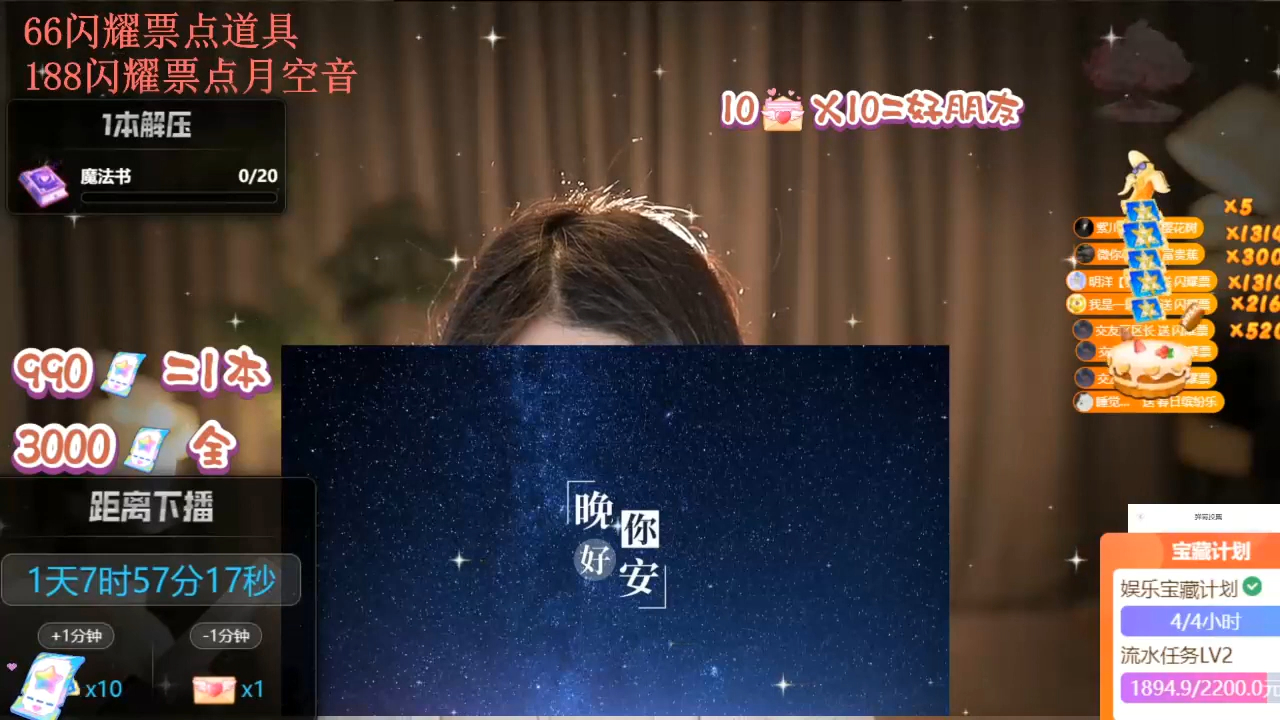 66闪耀票点道具
188闪耀票点月空音
1本解压
魔法书 0/20
10 X10=好朋友
990 =1本
3000 全
距离下播
1天7时57分17秒
+1分钟 -1分钟
x10 x1
晚
你
好
安
x5
x300
宝藏计划
娱乐宝藏计划
4/4小时
流水任务LV2
1894.9/2200.0元